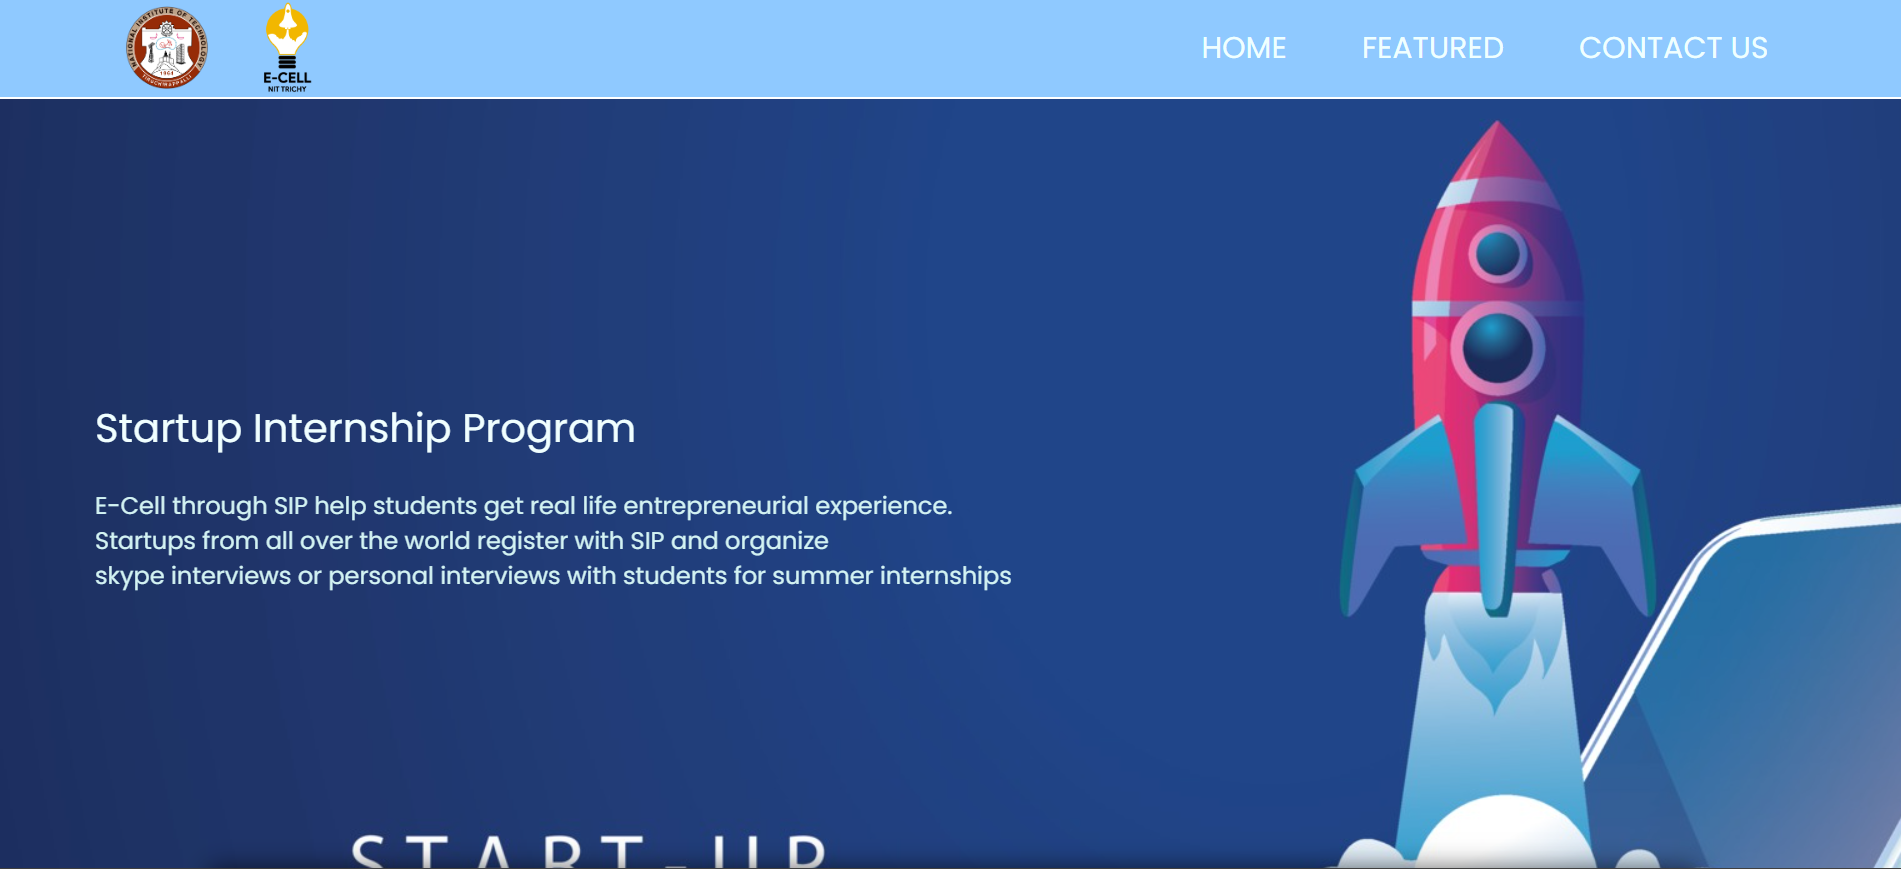 NATIONAL INSTITUTE OF TECHNOLOGY
1964
TIRUCHIRAPPALLI
E-CELL
NIT TRICHY
HOME
FEATURED
CONTACT US
Startup Internship Program
E-Cell through SIP help students get real life entrepreneurial experience.
Startups from all over the world register with SIP and organize
skype interviews or personal interviews with students for summer internships
START-UP